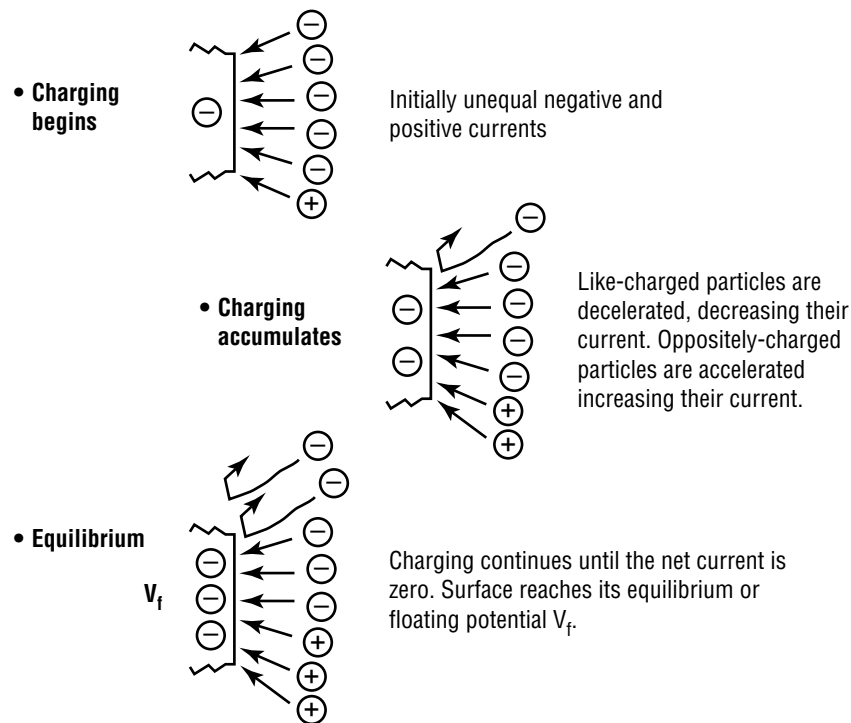 • Charging
begins
Initially unequal negative and
positive currents
• Charging
accumulates
Like-charged particles are
decelerated, decreasing their
current. Oppositely-charged
particles are accelerated
increasing their current.
• Equilibrium
Vf
Charging continues until the net current is
zero. Surface reaches its equilibrium or
floating potential Vf.